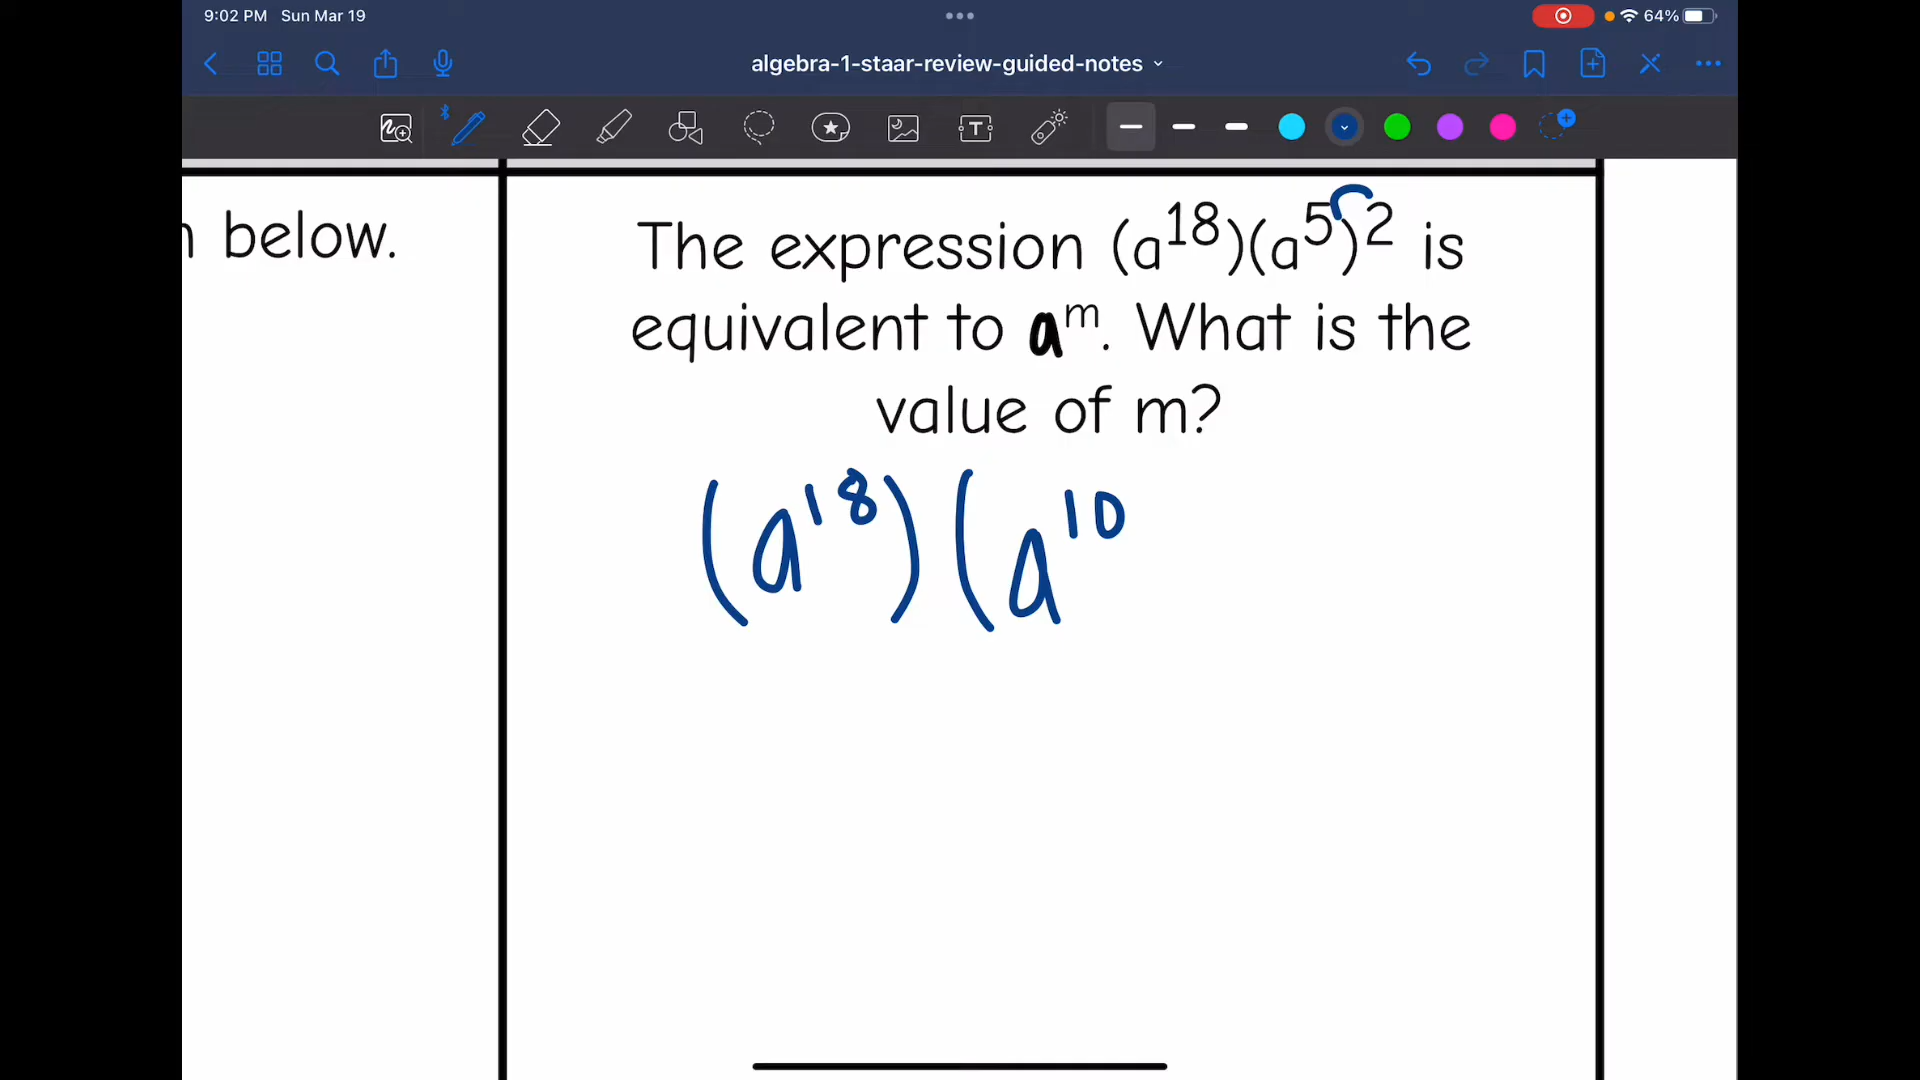 9:02 PM Sun Mar 19
64%
algebra-1-staar-review-guided-notes
below.
The expression (a¹⁸)(a⁵)² is
equivalent to aᵐ. What is the
value of m?
(a¹⁸)(a¹⁰